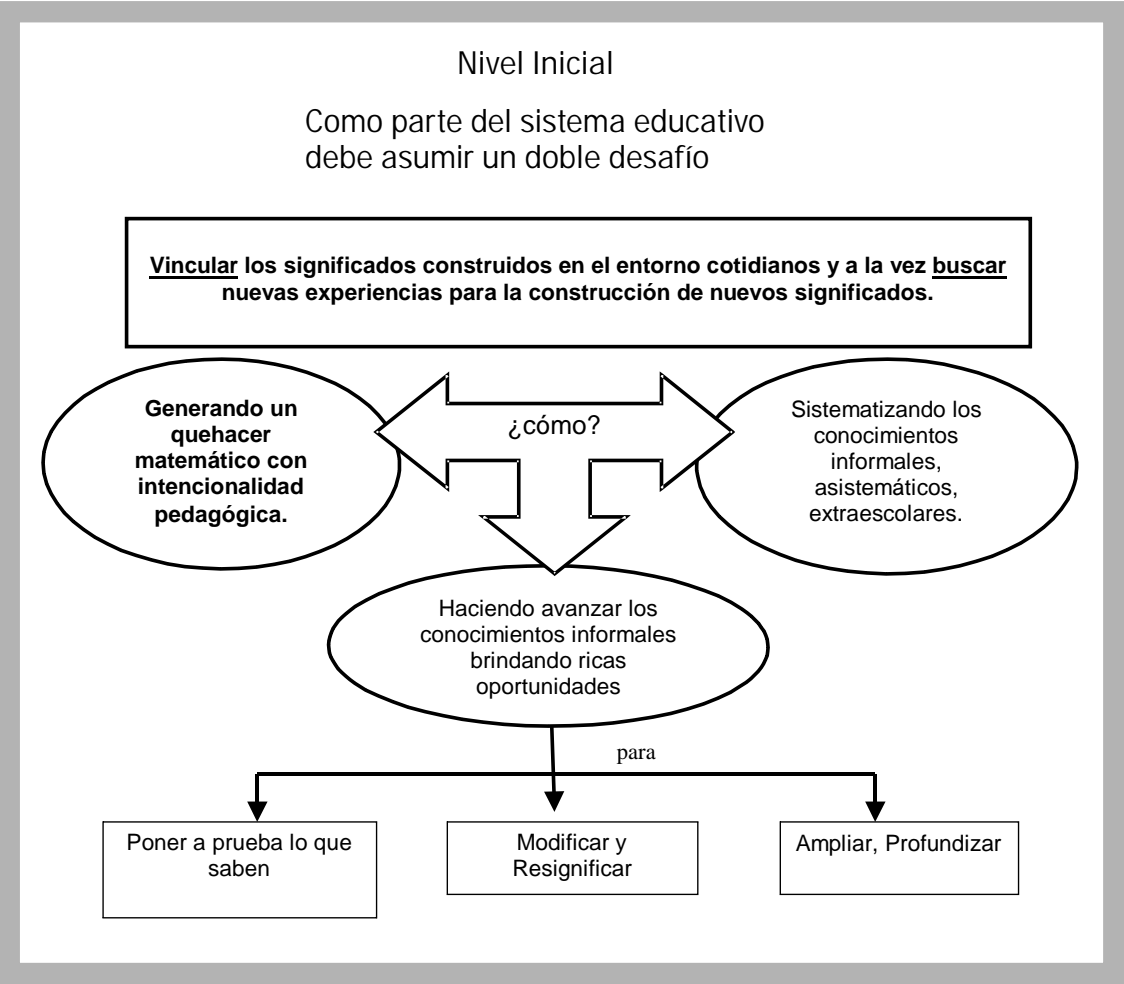 Nivel Inicial
Como parte del sistema educativo
debe asumir un doble desafío
Vincular los significados construidos en el entorno cotidianos y a la vez buscar
nuevas experiencias para la construcción de nuevos significados.
Generando un
quehacer
matemático con
intencionalidad
pedagógica.
¿cómo?
Sistematizando los
conocimientos
informales,
asistemáticos,
extraescolares.
Haciendo avanzar los
conocimientos informales
brindando ricas
oportunidades
para
Poner a prueba lo que
saben
Modificar y
Resignificar
Ampliar, Profundizar